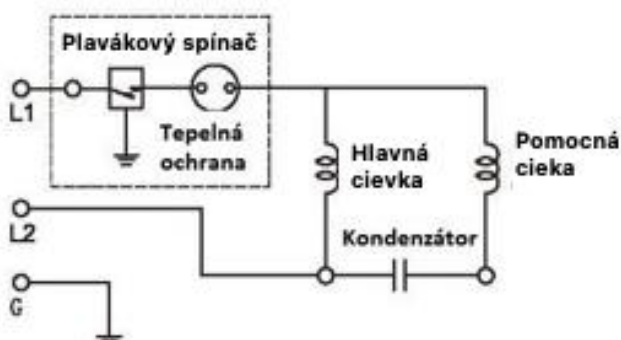 Plavákový spínač
L1
Tepelná
ochrana
Hlavná
cievka
Pomocná
cieka
L2
Kondenzátor
G